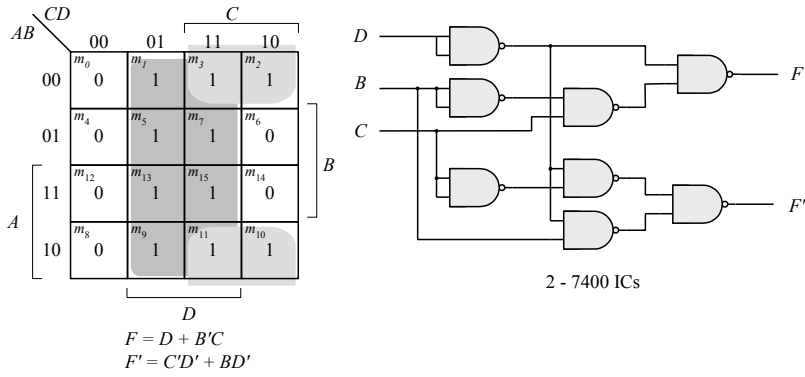 CD
C
AB
00 01 11 10
00 m0 0 m1 1 m3 1 m2 1
01 m4 0 m5 1 m7 1 m6 0
B
11 m12 0 m13 1 m15 1 m14 0
A
10 m8 0 m9 1 m11 1 m10 1
D
F = D + B'C
F' = C'D' + BD'
D
F
B
C
F'
2 - 7400 ICs